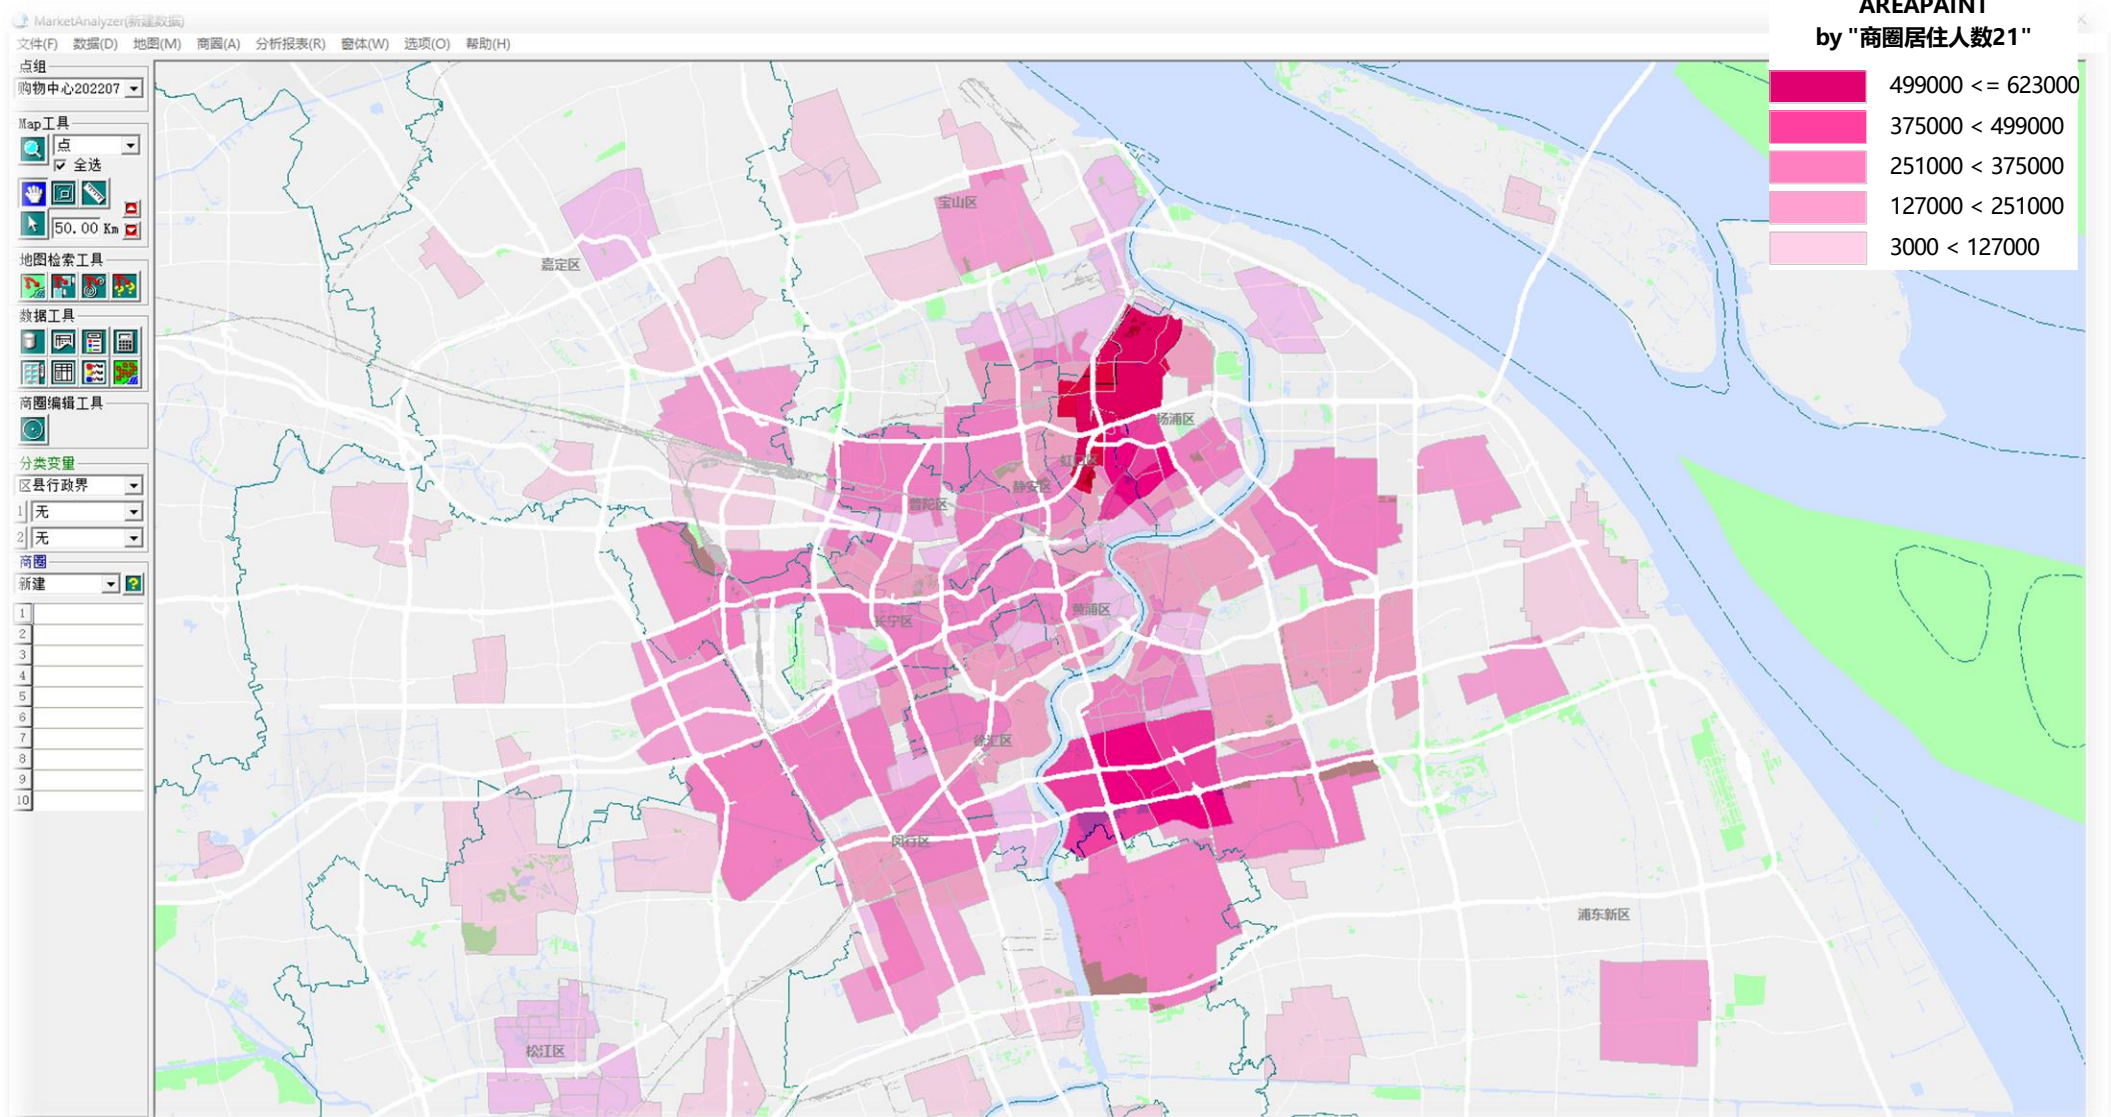 MarketAnalyzer(新建数据)
文件(F) 数据(D) 地图(M) 商圈(A) 分析报表(R) 窗体(W) 选项(O) 帮助(H)
点组
购物中心202207
Map工具
点
全选
50.00 Km
地图检索工具
数据工具
商圈编辑工具
分类变量
区县行政界
1 无
2 无
商圈
新建
1
2
3
4
5
6
7
8
9
10
AREAPAINT
by "商圈居住人数21"
499000 <= 623000
375000 < 499000
251000 < 375000
127000 < 251000
3000 < 127000
宝山区
嘉定区
杨浦区
虹口区
静安区
普陀区
黄浦区
长宁区
徐汇区
闵行区
浦东新区
松江区